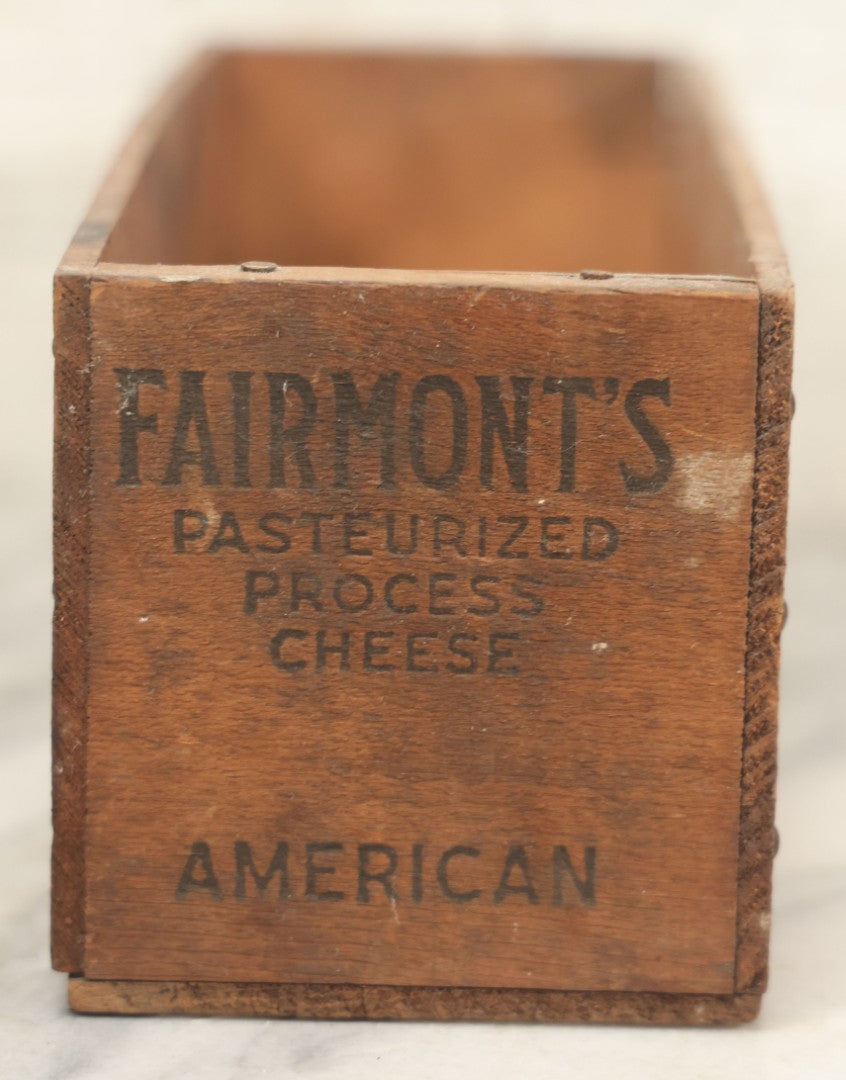 FAIRMONT'S
PASTEURIZED
PROCESS
CHEESE
AMERICAN